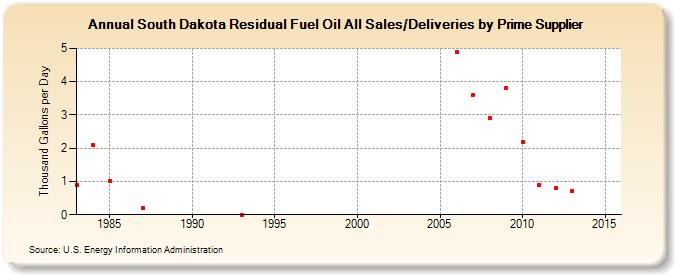 Annual South Dakota Residual Fuel Oil All Sales/Deliveries by Prime Supplier
Thousand Gallons per Day
5
4
3
2
1
0
1985 1990 1995 2000 2005 2010 2015
Source: U.S. Energy Information Administration